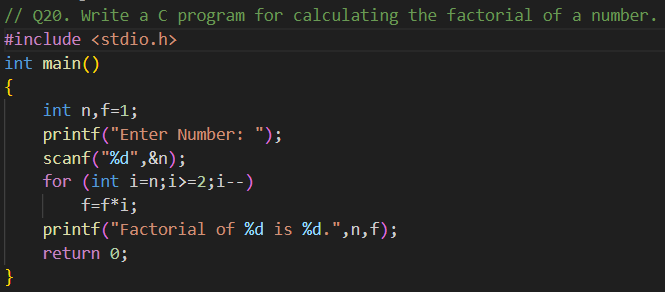 // Q20. Write a C program for calculating the factorial of a number.
#include <stdio.h>
int main()
{
    int n,f=1;
    printf("Enter Number: ");
    scanf("%d",&n);
    for (int i=n;i>=2;i--)
        f=f*i;
    printf("Factorial of %d is %d.",n,f);
    return 0;
}